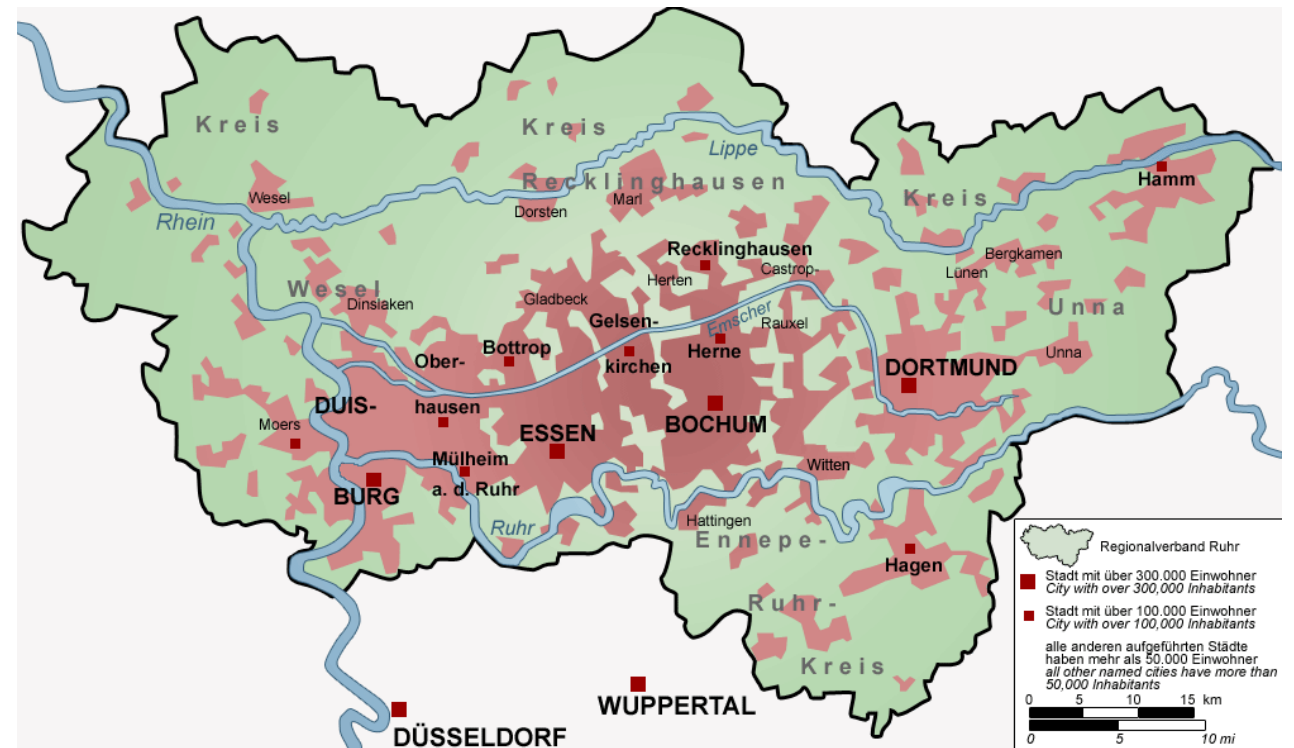 Kreis
Kreis
Lippe
Recklinghausen
Hamm
Wesel
Dorsten
Marl
Kreis
Rhein
Recklinghausen
Castrop-
Bergkamen
Lünen
Herten
Wesel
Dinslaken
Gladbeck
Unna
Gelsen-
Emscher
Rauxel
Ober-
Bottrop
kirchen
Herne
Unna
DORTMUND
DUIS-
hausen
Moers
ESSEN
BOCHUM
Mülheim
a. d. Ruhr
Witten
BURG
Ruhr
Hattingen
Ennepe-
Hagen
Ruhr-
Kreis
WUPPERTAL
DÜSSELDORF
Regionalverband Ruhr
Stadt mit über 300.000 Einwohner
City with over 300,000 Inhabitants
Stadt mit über 100.000 Einwohner
City with over 100,000 Inhabitants
alle anderen aufgeführten Städte
haben mehr als 50.000 Einwohner
all other named cities have more than
50,000 Inhabitants
0 5 10 15 km
0 5 10 mi